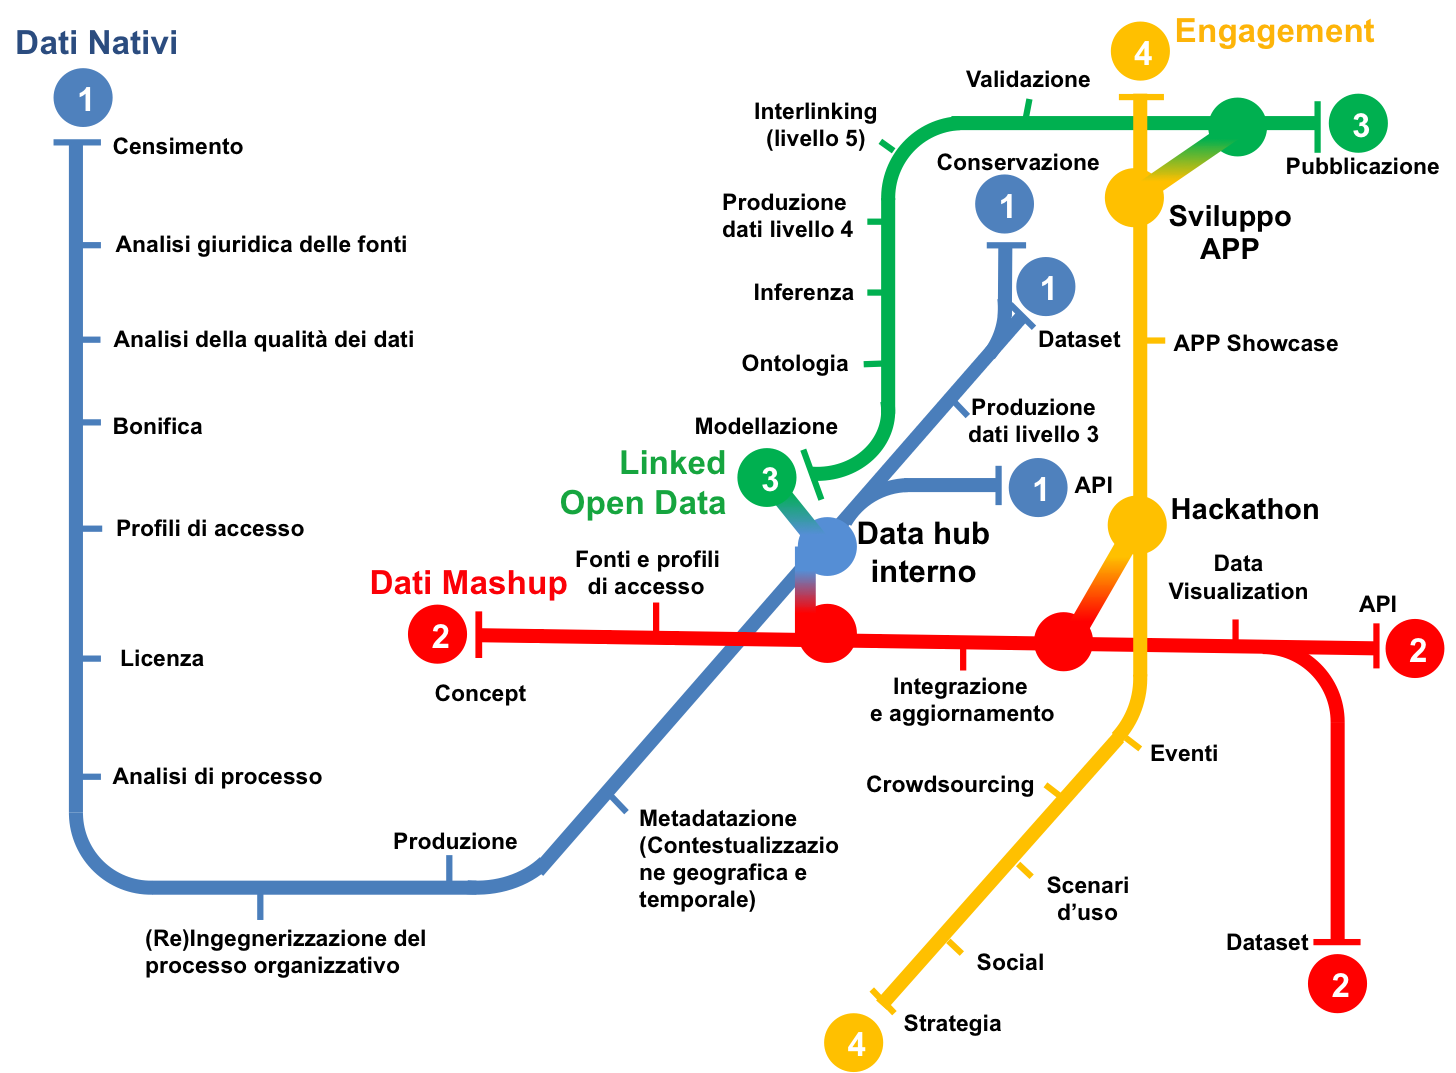 Dati Nativi
1
Censimento
Analisi giuridica delle fonti
Analisi della qualità dei dati
Bonifica
Profili di accesso
Licenza
Analisi di processo
(Re)Ingegnerizzazione del
processo organizzativo
Produzione
Metadatazione
(Contestualizzazio
ne geografica e
temporale)
Data hub
interno
API
1
Produzione
dati livello 3
Dataset
1
Conservazione
1
Dati Mashup
2
Concept
Fonti e profili
di accesso
Integrazione
e aggiornamento
Data
Visualization
API
2
Dataset
2
Linked
Open Data
3
Modellazione
Ontologia
Inferenza
Produzione
dati livello 4
Interlinking
(livello 5)
Validazione
3
Pubblicazione
Engagement
4
Sviluppo
APP
APP Showcase
Hackathon
Eventi
Crowdsourcing
Scenari
d’uso
Social
Strategia
4